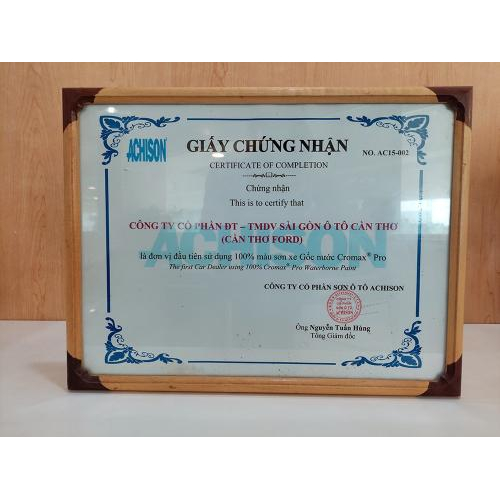 ACHISON
GIẤY CHỨNG NHẬN
NO. AC15-002
CERTIFICATE OF COMPLETION
Chứng nhận
This is to certify that
CÔNG TY CỔ PHẦN ĐT – TMDV SÀI GÒN Ô TÔ CẦN THƠ
(CẦN THƠ FORD)
ACHISON
là đơn vị đầu tiên sử dụng 100% màu sơn xe Gốc nước Cromax® Pro
The first Car Dealer using 100% Cromax® Pro Waterborne Paint
CÔNG TY CỔ PHẦN SƠN Ô TÔ ACHISON
Ông Nguyễn Tuấn Hùng
Tổng Giám đốc